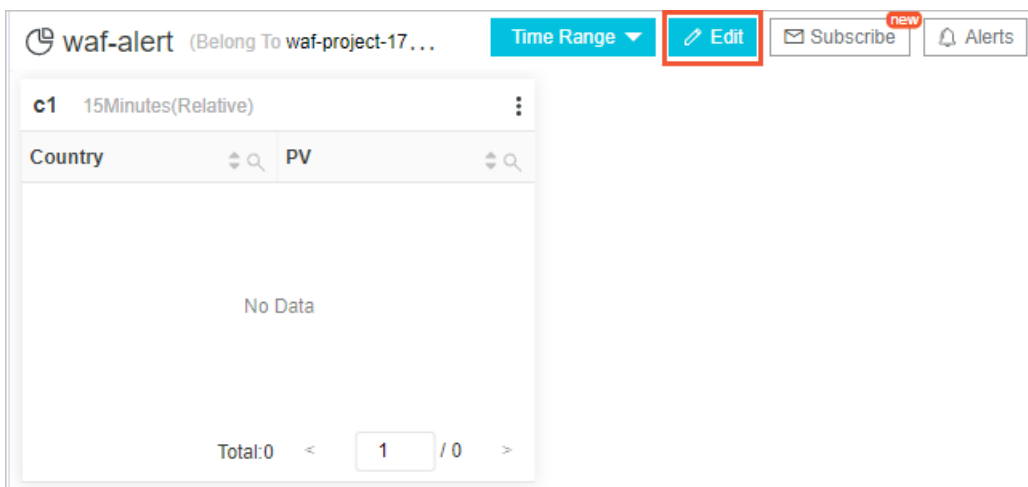 new
waf-alert (Belong To waf-project-17... Time Range Edit Subscribe Alerts
c1 15Minutes(Relative)
Country PV
No Data
Total:0 < 1 / 0 >